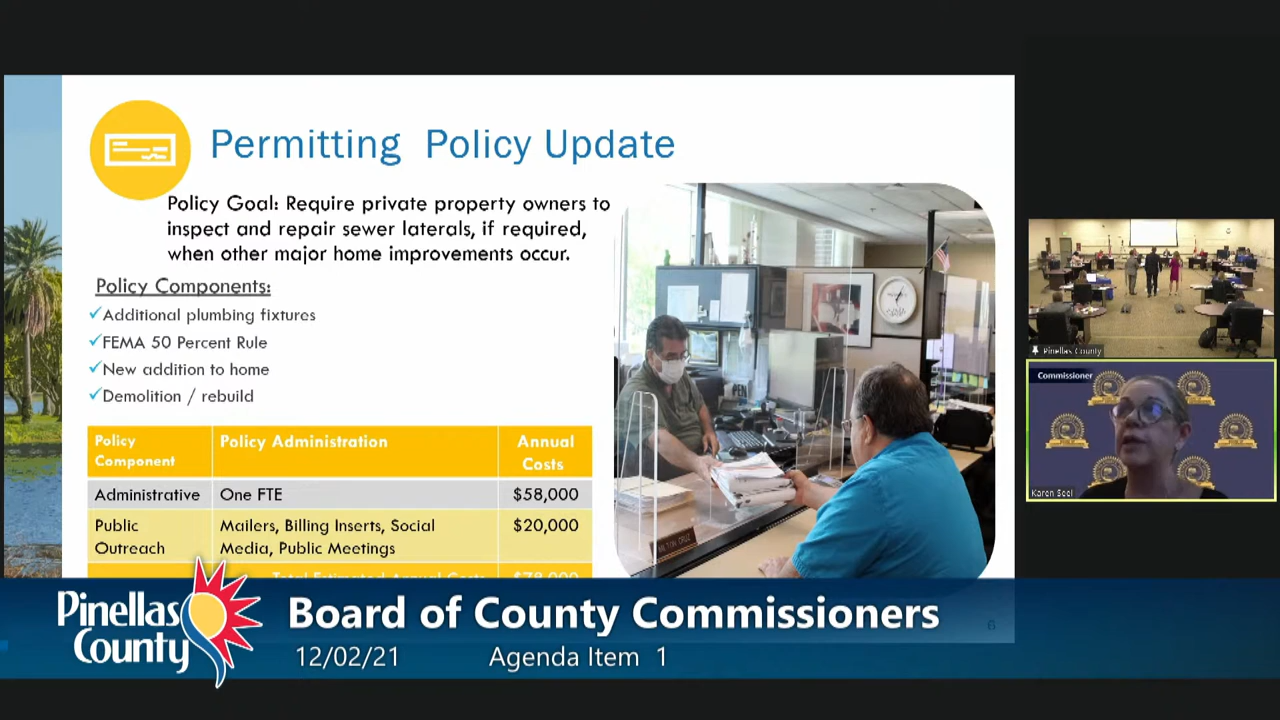 Permitting Policy Update
Policy Goal: Require private property owners to
inspect and repair sewer laterals, if required,
when other major home improvements occur.
Policy Components:
Additional plumbing fixtures
FEMA 50 Percent Rule
New addition to home
Demolition / rebuild
Policy
Component
Policy Administration
Annual
Costs
Administrative
One FTE
$58,000
Public
Outreach
Mailers, Billing Inserts, Social
Media, Public Meetings
$20,000
Total Estimated Annual Costs
$78,000
PEN
MILTON CRUZ
6
Pinellas County
Commissioner
Karen Seel
Pinellas
County
Board of County Commissioners
12/02/21
Agenda Item 1